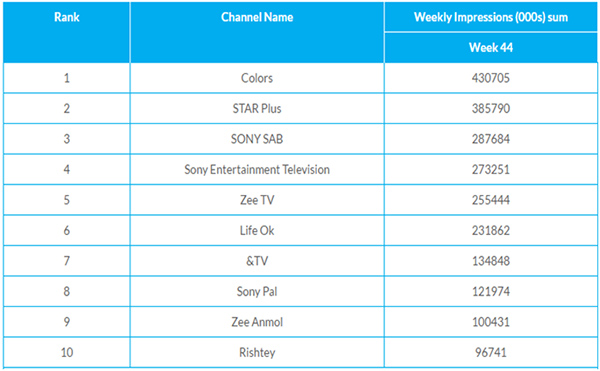 Rank Channel Name Weekly Impressions (000s) sum
Week 44
1 Colors 430705
2 STAR Plus 385790
3 SONY SAB 287684
4 Sony Entertainment Television 273251
5 Zee TV 255444
6 Life Ok 231862
7 &TV 134848
8 Sony Pal 121974
9 Zee Anmol 100431
10 Rishtey 96741